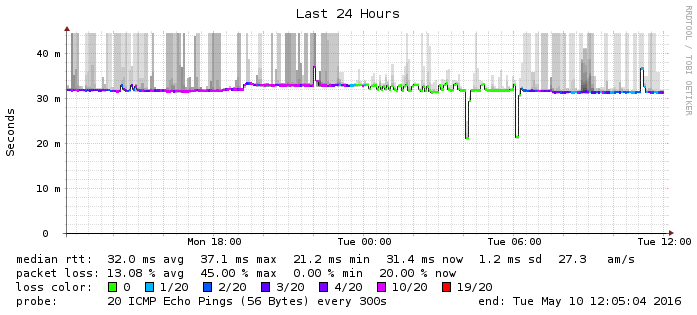 Last 24 Hours
RRDTOOL / TOBI OETIKER
Seconds
40 m
30 m
20 m
10 m
0
Mon 18:00 Tue 00:00 Tue 06:00 Tue 12:00
median rtt: 32.0 ms avg 37.1 ms max 21.2 ms min 31.4 ms now 1.2 ms sd 27.3 am/s
packet loss: 13.08 % avg 45.00 % max 0.00 % min 20.00 % now
loss color: 0 1/20 2/20 3/20 4/20 10/20 19/20
probe: 20 ICMP Echo Pings (56 Bytes) every 300s end: Tue May 10 12:05:04 2016